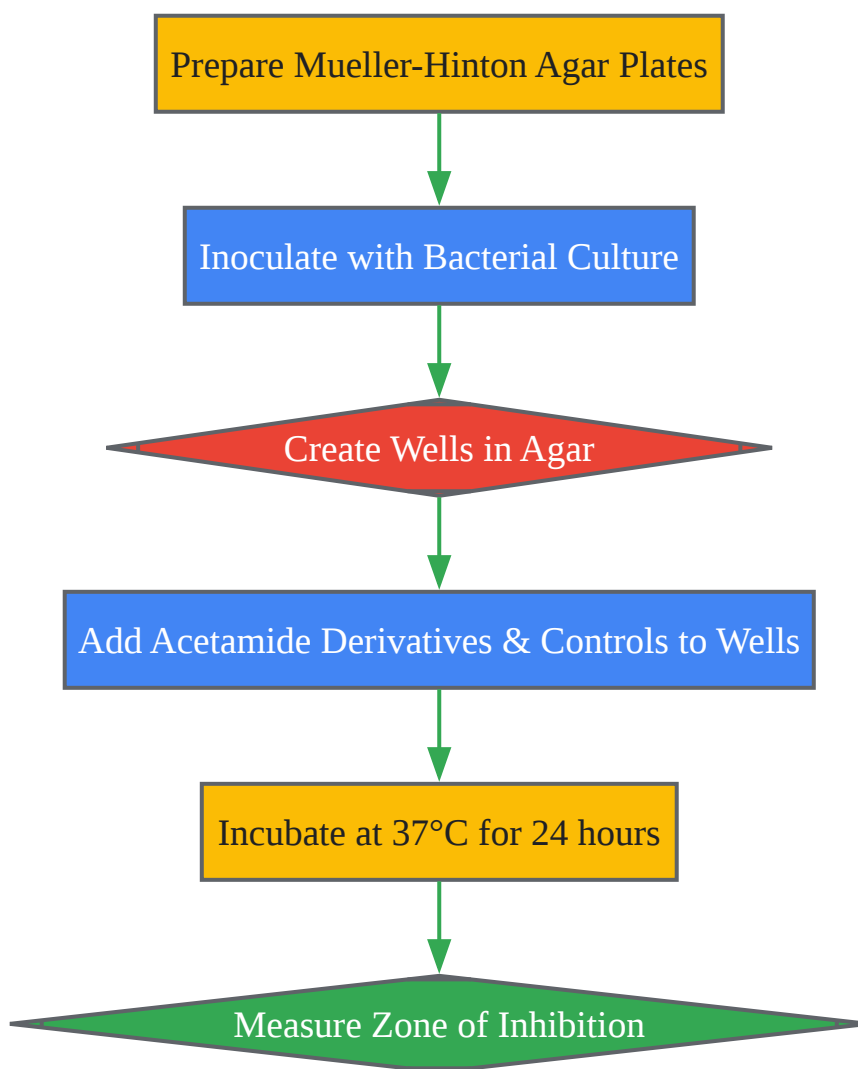 Prepare Mueller-Hinton Agar Plates
Inoculate with Bacterial Culture
Create Wells in Agar
Add Acetamide Derivatives & Controls to Wells
Incubate at 37°C for 24 hours
Measure Zone of Inhibition